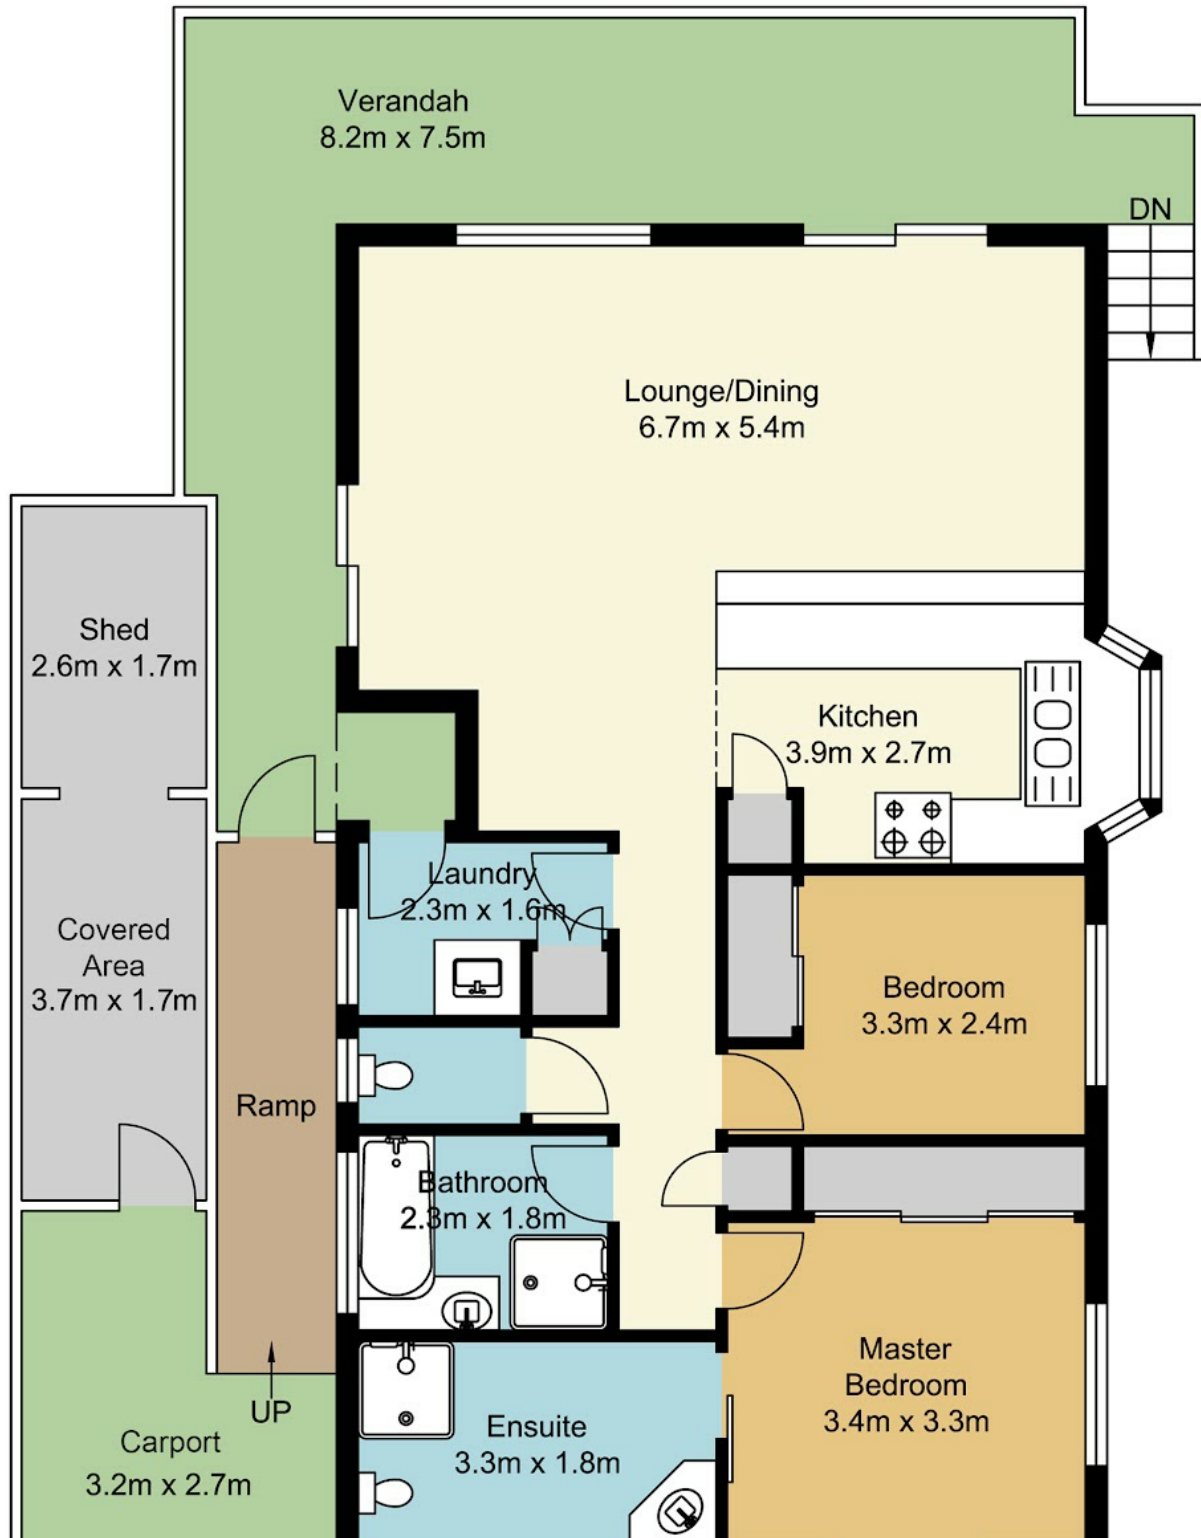 Verandah
8.2m x 7.5m
DN
Lounge/Dining
6.7m x 5.4m
Shed
2.6m x 1.7m
Kitchen
3.9m x 2.7m
Laundry
2.3m x 1.6m
Covered
Area
3.7m x 1.7m
Bedroom
3.3m x 2.4m
Ramp
Bathroom
2.3m x 1.8m
Master
Bedroom
3.4m x 3.3m
UP
Ensuite
3.3m x 1.8m
Carport
3.2m x 2.7m